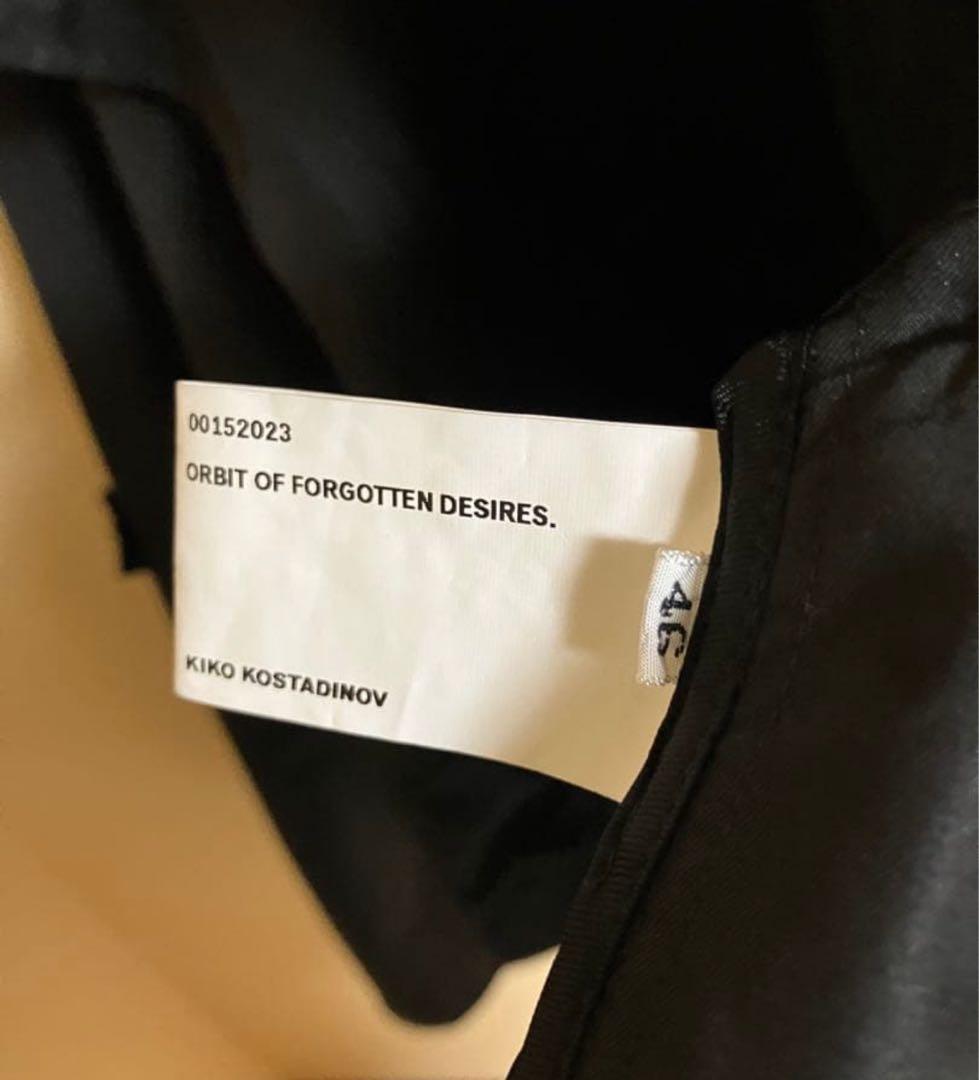 00152023
ORBIT OF FORGOTTEN DESIRES.
46
KIKO KOSTADINOV